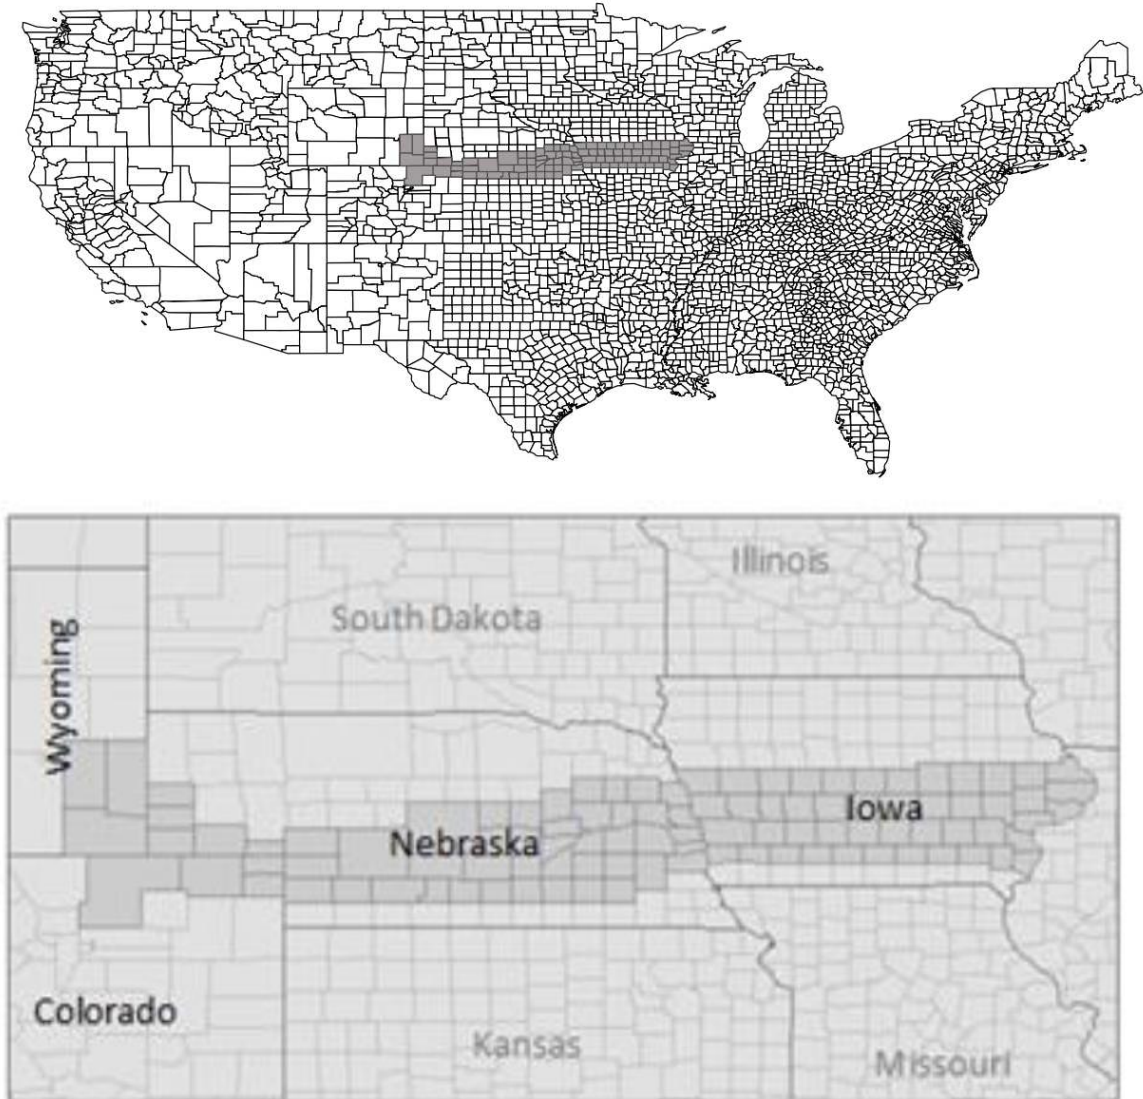 Illinois
South Dakota
Wyoming
Iowa
Nebraska
Colorado
Kansas
Missouri